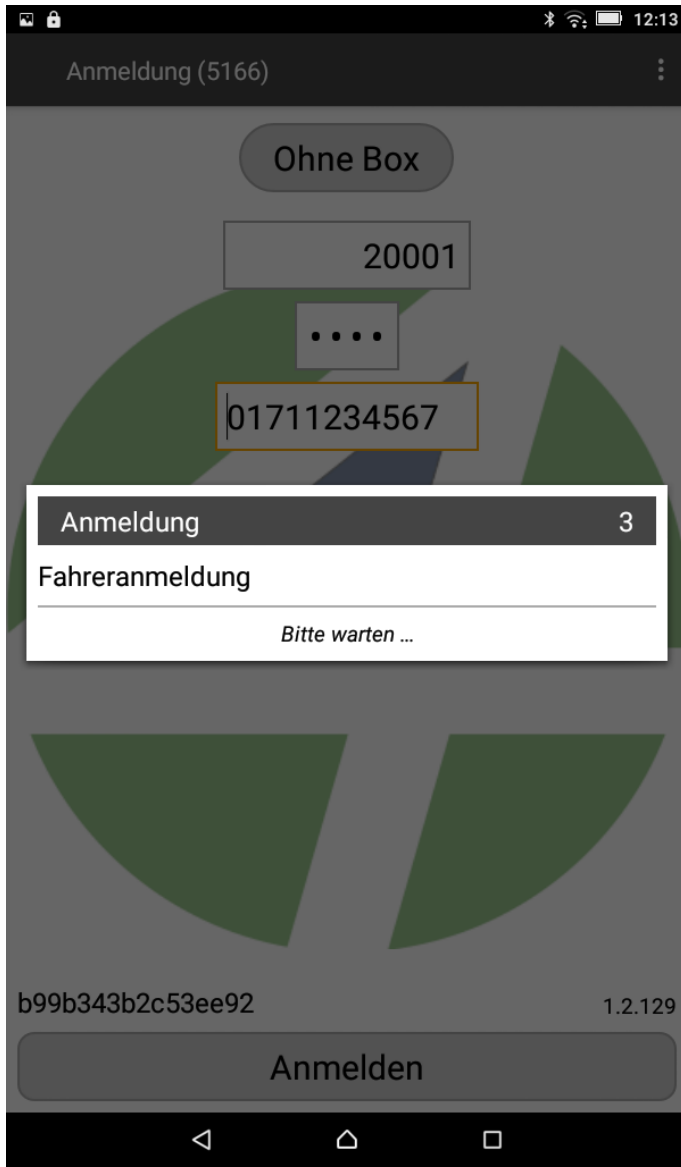 12:13
Anmeldung (5166)
Ohne Box
20001
••••
01711234567
Anmeldung 3
Fahreranmeldung
Bitte warten ...
b99b343b2c53ee92 1.2.129
Anmelden